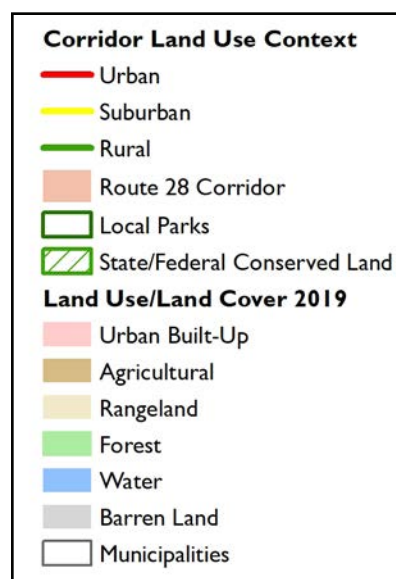 Corridor Land Use Context
Urban
Suburban
Rural
Route 28 Corridor
Local Parks
State/Federal Conserved Land
Land Use/Land Cover 2019
Urban Built-Up
Agricultural
Rangeland
Forest
Water
Barren Land
Municipalities